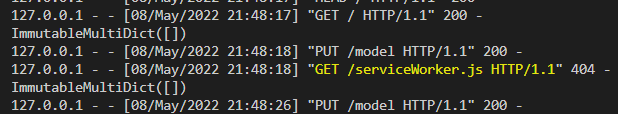 127.0.0.1 - - [08/May/2022 21:48:17] "GET / HTTP/1.1" 200 -
ImmutableMultiDict([])
127.0.0.1 - - [08/May/2022 21:48:18] "PUT /model HTTP/1.1" 200 -
127.0.0.1 - - [08/May/2022 21:48:18] "GET /serviceWorker.js HTTP/1.1" 404 -
ImmutableMultiDict([])
127.0.0.1 - - [08/May/2022 21:48:26] "PUT /model HTTP/1.1" 200 -